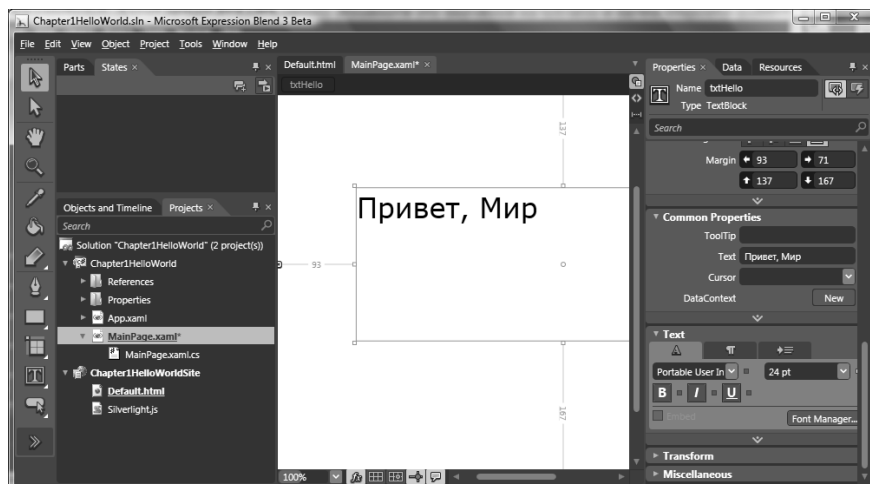 Chapter1HelloWorld.sln - Microsoft Expression Blend 3 Beta
File Edit View Object Project Tools Window Help
Parts States ×
Default.html MainPage.xaml* ×
txtHello
137
Привет, Мир
93
167
100%
Objects and Timeline Projects ×
Search
Solution "Chapter1HelloWorld" (2 project(s))
Chapter1HelloWorld
References
Properties
App.xaml
MainPage.xaml*
MainPage.xaml.cs
Chapter1HelloWorldSite
Default.html
Silverlight.js
Properties × Data Resources
Name txtHello
Type TextBlock
Search
Margin 93 71
137 167
Common Properties
ToolTip
Text Привет, Мир
Cursor
DataContext New
Text
Portable User In 24 pt
B I U
Embed Font Manager...
Transform
Miscellaneous